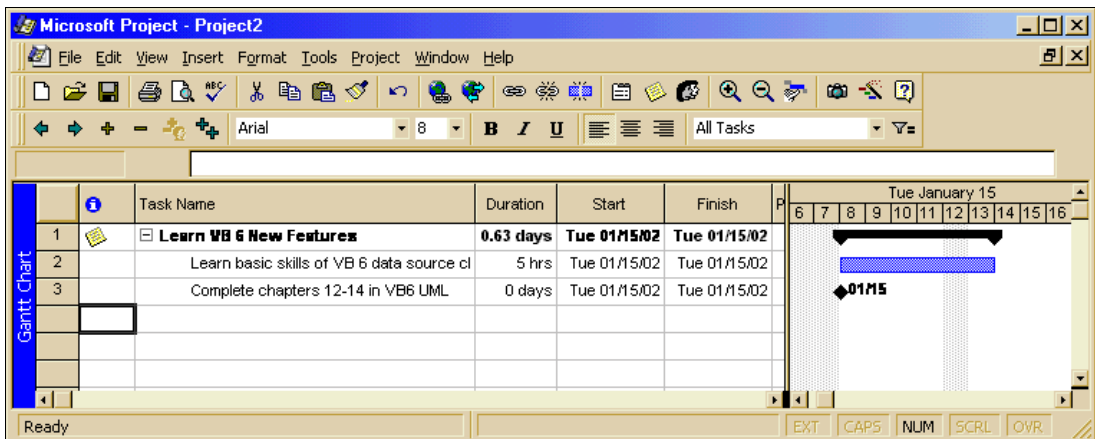 Microsoft Project - Project2
File Edit View Insert Format Tools Project Window Help
ABC
Arial 8 B I U All Tasks
Task Name Duration Start Finish P Tue January 15
6 7 8 9 10 11 12 13 14 15 16
1 Learn VB 6 New Features 0.63 days Tue 01/15/02 Tue 01/15/02
2 Learn basic skills of VB 6 data source cl 5 hrs Tue 01/15/02 Tue 01/15/02
3 Complete chapters 12-14 in VB6 UML 0 days Tue 01/15/02 Tue 01/15/02 01/15
Gantt Chart
Ready EXT CAPS NUM SCRL OVR